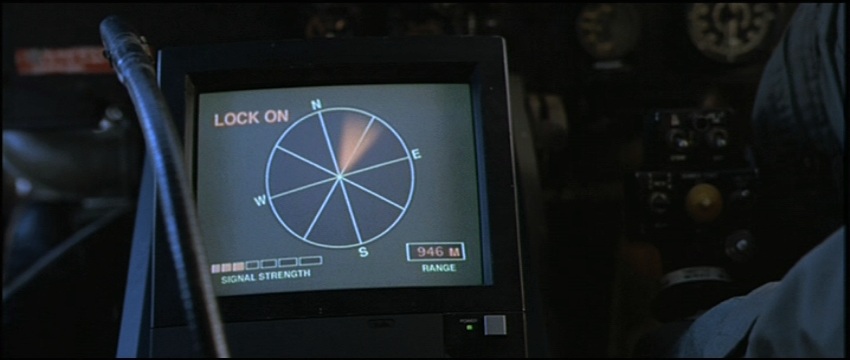 N
LOCK ON
E
W
S
946 M
RANGE
SIGNAL STRENGTH
POWER